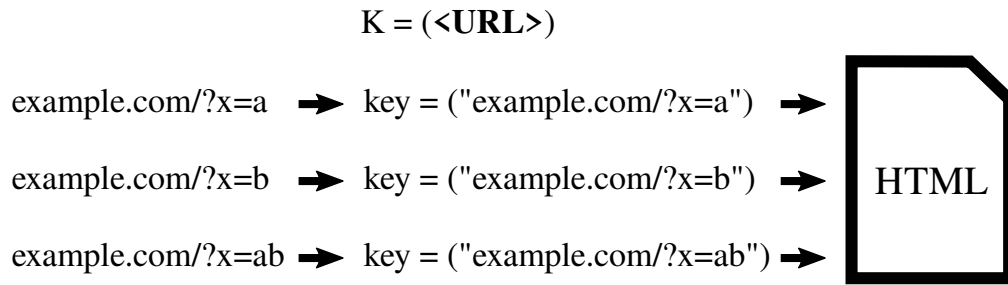 K = (<URL>)
example.com/?x=a key = ("example.com/?x=a")
example.com/?x=b key = ("example.com/?x=b")
HTML
example.com/?x=ab key = ("example.com/?x=ab")